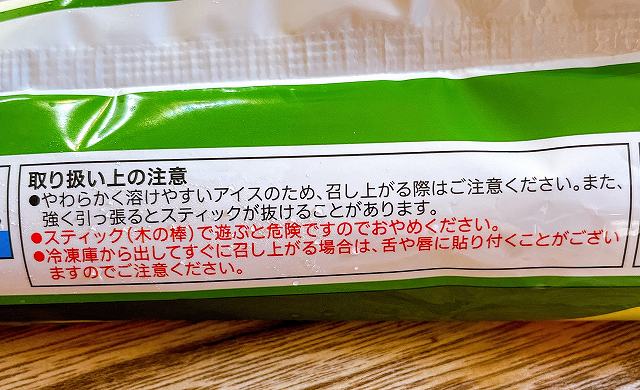 取り扱い上の注意
●やわらかく溶けやすいアイスのため、召し上がる際はご注意ください。また、
強く引っ張るとスティックが抜けることがあります。
●スティック(木の棒)で遊ぶと危険ですのでおやめください。
●冷凍庫から出してすぐに召し上がる場合は、舌や唇に貼り付くことがござい
ますのでご注意ください。